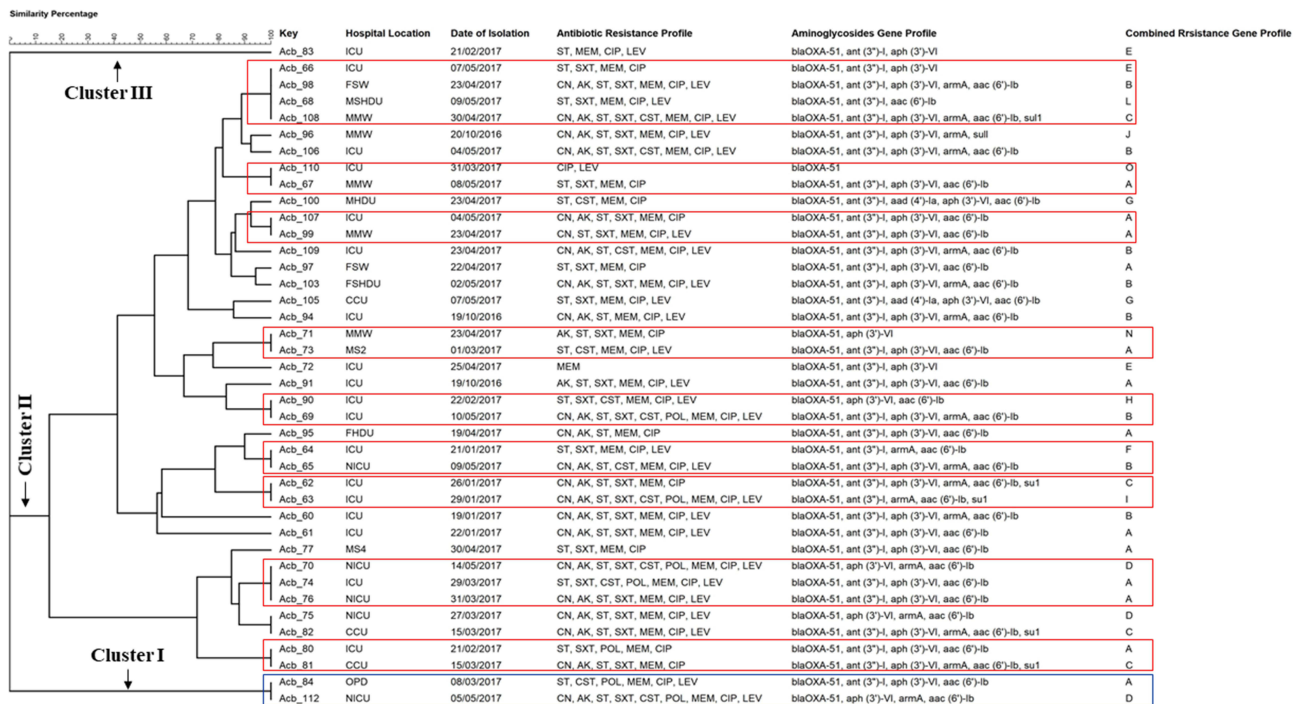 Similarity Percentage
0 10 20 30 40 50 60 70 80 90 100
Key Hospital Location Date of Isolation Antibiotic Resistance Profile Aminoglycosides Gene Profile Combined Rrsistance Gene Profile
Acb_83 ICU 21/02/2017 ST, MEM, CIP, LEV blaOXA-51, ant (3")-I, aph (3')-VI E
Cluster III
Acb_66 ICU 07/05/2017 ST, SXT, MEM, CIP blaOXA-51, ant (3")-I, aph (3')-VI E
Acb_98 FSW 23/04/2017 CN, AK, ST, SXT, MEM, CIP, LEV blaOXA-51, ant (3")-I, aph (3')-VI, armA, aac (6')-Ib B
Acb_68 MSHDU 09/05/2017 ST, SXT, MEM, CIP, LEV blaOXA-51, ant (3")-I, aac (6')-Ib L
Acb_108 MMW 30/04/2017 CN, AK, ST, SXT, CST, MEM, CIP, LEV blaOXA-51, ant (3")-I, aph (3')-VI, armA, aac (6')-Ib, sul1 C
Acb_96 MMW 20/10/2016 CN, AK, ST, SXT, MEM, CIP, LEV blaOXA-51, ant (3")-I, aph (3')-VI, armA, sull J
Acb_106 ICU 04/05/2017 CN, AK, ST, SXT, CST, MEM, CIP, LEV blaOXA-51, ant (3")-I, aph (3')-VI, armA, aac (6')-Ib B
Acb_110 ICU 31/03/2017 CIP, LEV blaOXA-51 O
Acb_67 MMW 08/05/2017 ST, SXT, MEM, CIP blaOXA-51, ant (3")-I, aph (3')-VI, aac (6')-Ib A
Acb_100 MHDU 23/04/2017 ST, CST, MEM, CIP blaOXA-51, ant (3")-I, aad (4')-Ia, aph (3')-VI, aac (6')-Ib G
Acb_107 ICU 04/05/2017 CN, AK, ST, SXT, MEM, CIP blaOXA-51, ant (3")-I, aph (3')-VI, aac (6')-Ib A
Acb_99 MMW 23/04/2017 CN, ST, SXT, MEM, CIP, LEV blaOXA-51, ant (3")-I, aph (3')-VI, aac (6')-Ib A
Acb_109 ICU 23/04/2017 CN, AK, ST, CST, MEM, CIP, LEV blaOXA-51, ant (3")-I, aph (3')-VI, armA, aac (6')-Ib B
Acb_97 FSW 22/04/2017 ST, SXT, MEM, CIP blaOXA-51, ant (3")-I, aph (3')-VI, aac (6')-Ib A
Acb_103 FSHDU 02/05/2017 CN, AK, ST, SXT, MEM, CIP, LEV blaOXA-51, ant (3")-I, aph (3')-VI, armA, aac (6')-Ib B
Acb_105 CCU 07/05/2017 ST, SXT, MEM, CIP, LEV blaOXA-51, ant (3")-I, aad (4')-Ia, aph (3')-VI, aac (6')-Ib G
Acb_94 ICU 19/10/2016 CN, AK, ST, MEM, CIP, LEV blaOXA-51, ant (3")-I, aph (3')-VI, armA, aac (6')-Ib B
Acb_71 MMW 23/04/2017 AK, ST, SXT, MEM, CIP blaOXA-51, aph (3')-VI N
Acb_73 MS2 01/03/2017 ST, CST, MEM, CIP, LEV blaOXA-51, ant (3")-I, aph (3')-VI, aac (6')-Ib A
Acb_72 ICU 25/04/2017 MEM blaOXA-51, ant (3")-I, aph (3')-VI E
Acb_91 ICU 19/10/2016 AK, ST, SXT, MEM, CIP, LEV blaOXA-51, ant (3")-I, aph (3')-VI, aac (6')-Ib A
Acb_90 ICU 22/02/2017 ST, SXT, CST, MEM, CIP, LEV blaOXA-51, aph (3')-VI, aac (6')-Ib H
Acb_69 ICU 10/05/2017 CN, AK, ST, SXT, CST, POL, MEM, CIP, LEV blaOXA-51, ant (3")-I, aph (3')-VI, armA, aac (6')-Ib B
Cluster II
Acb_95 FHDU 19/04/2017 CN, AK, ST, MEM, CIP blaOXA-51, ant (3")-I, aph (3')-VI, aac (6')-Ib A
Acb_64 ICU 21/01/2017 ST, SXT, MEM, CIP, LEV blaOXA-51, ant (3")-I, armA, aac (6')-Ib F
Acb_65 NICU 09/05/2017 CN, AK, ST, CST, MEM, CIP, LEV blaOXA-51, ant (3")-I, aph (3')-VI, armA, aac (6')-Ib B
Acb_62 ICU 26/01/2017 CN, AK, ST, SXT, MEM, CIP blaOXA-51, ant (3")-I, aph (3')-VI, armA, aac (6')-Ib, su1 C
Acb_63 ICU 29/01/2017 CN, AK, ST, SXT, CST, POL, MEM, CIP, LEV blaOXA-51, ant (3")-I, armA, aac (6')-Ib, su1 I
Acb_60 ICU 19/01/2017 CN, AK, ST, SXT, MEM, CIP, LEV blaOXA-51, ant (3")-I, aph (3')-VI, armA, aac (6')-Ib B
Acb_61 ICU 22/01/2017 CN, AK, ST, SXT, MEM, CIP, LEV blaOXA-51, ant (3")-I, aph (3')-VI, aac (6')-Ib A
Acb_77 MS4 30/04/2017 ST, SXT, MEM, CIP blaOXA-51, ant (3")-I, aph (3')-VI, aac (6')-Ib A
Acb_70 NICU 14/05/2017 CN, AK, ST, SXT, CST, POL, MEM, CIP, LEV blaOXA-51, aph (3')-VI, armA, aac (6')-Ib D
Acb_74 ICU 29/03/2017 ST, SXT, CST, POL, MEM, CIP, LEV blaOXA-51, ant (3")-I, aph (3')-VI, aac (6')-Ib A
Acb_76 NICU 31/03/2017 CN, AK, ST, SXT, MEM, CIP, LEV blaOXA-51, ant (3")-I, aph (3')-VI, aac (6')-Ib A
Acb_75 NICU 27/03/2017 CN, AK, ST, SXT, MEM, CIP, LEV blaOXA-51, aph (3')-VI, armA, aac (6')-Ib D
Acb_82 CCU 15/03/2017 CN, AK, ST, SXT, MEM, CIP, LEV blaOXA-51, ant (3")-I, aph (3')-VI, armA, aac (6')-Ib, su1 C
Cluster I
Acb_80 ICU 21/02/2017 ST, SXT, POL, MEM, CIP blaOXA-51, ant (3")-I, aph (3')-VI, aac (6')-Ib A
Acb_81 CCU 15/03/2017 CN, AK, ST, SXT, MEM, CIP blaOXA-51, ant (3")-I, aph (3')-VI, armA, aac (6')-Ib, su1 C
Acb_84 OPD 08/03/2017 ST, CST, POL, MEM, CIP, LEV blaOXA-51, ant (3")-I, aph (3')-VI, aac (6')-Ib A
Acb_112 NICU 05/05/2017 CN, AK, ST, SXT, CST, POL, MEM, CIP, LEV blaOXA-51, aph (3')-VI, armA, aac (6')-Ib D